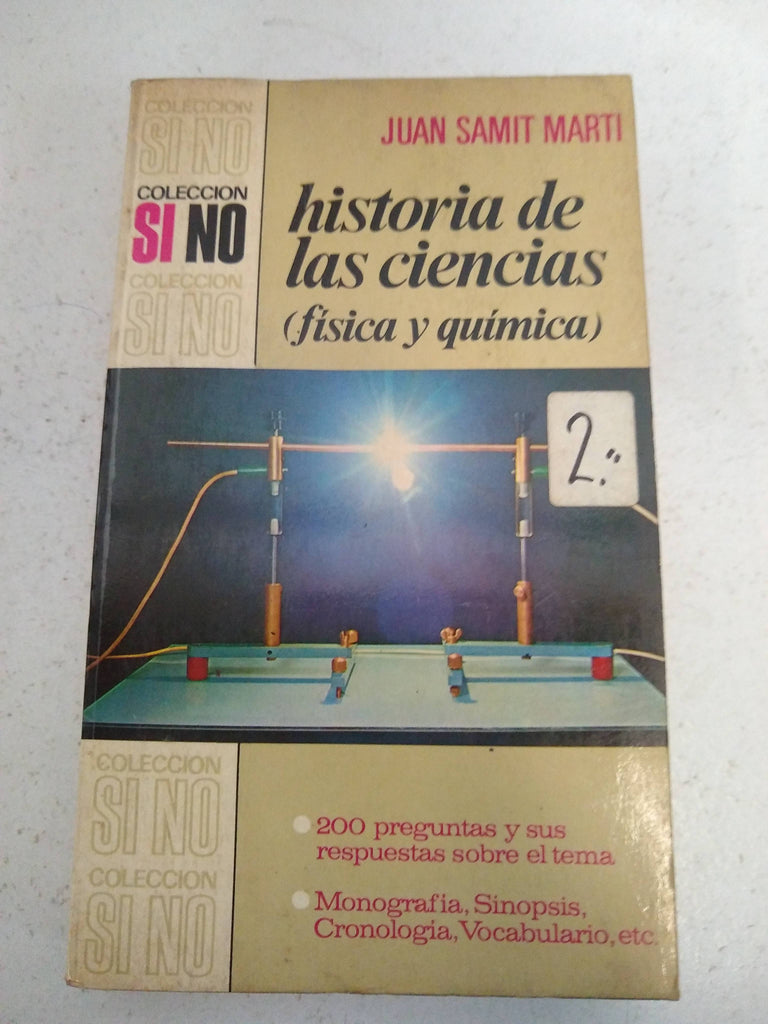 COLECCION
SI NO
COLECCION
SI NO
COLECCION
SI NO
JUAN SAMIT MARTI
historia de
las ciencias
(física y química)
2."
COLECCION
SI NO
COLECCION
SI NO
200 preguntas y sus
respuestas sobre el tema
Monografía, Sinopsis,
Cronología, Vocabulario, etc.